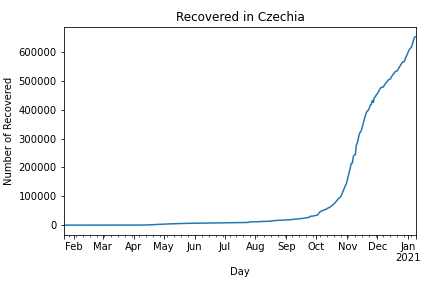 Recovered in Czechia
Number of Recovered
600000
500000
400000
300000
200000
100000
0
Feb Mar Apr May Jun Jul Aug Sep Oct Nov Dec Jan
2021
Day